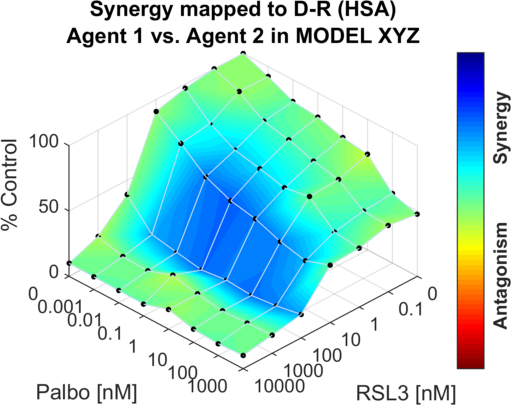 Synergy mapped to D-R (HSA)
Agent 1 vs. Agent 2 in MODEL XYZ
% Control
100
50
0
0
0.001
0.01
0.1
1
10
100
1000
Palbo [nM]
0
0.1
1
10
100
1000
10000
RSL3 [nM]
Synergy
Antagonism